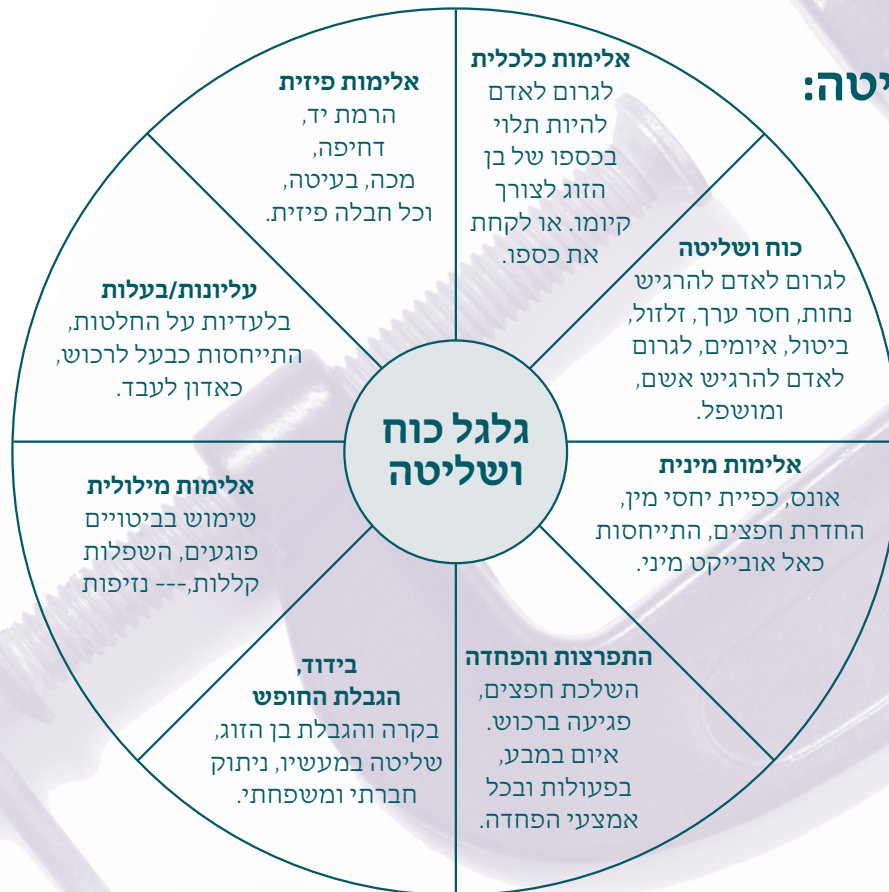 יטה:
אלימות כלכלית
לגרום לאדם
להיות תלוי
בכספו של בן
הזוג לצורך
קיומו. או לקחת
את כספו.
כוח ושליטה
לגרום לאדם להרגיש
נחות, חסר ערך, זלזול,
ביטול, איומים, לגרום
לאדם להרגיש אשם,
ומושפל.
אלימות מינית
אונס, כפיית יחסי מין,
החדרת חפצים, התייחסות
כאל אובייקט מיני.
התפרצות והפחדה
השלכת חפצים,
פגיעה ברכוש.
איום במבע,
בפעולות ובכל
אמצעי הפחדה.
בידוד,
הגבלת החופש
בקרה והגבלת בן הזוג,
שליטה במעשיו, ניתוק
חברתי ומשפחתי.
אלימות מילולית
שימוש בביטויים
פוגעים, השפלות
קללות,--- נזיפות
עליונות/בעלות
בלעדיות על החלטות,
התייחסות כבעל לרכוש,
כאדון לעבד.
אלימות פיזית
הרמת יד,
דחיפה,
מכה, בעיטה,
וכל חבלה פיזית.
גלגל כוח
ושליטה